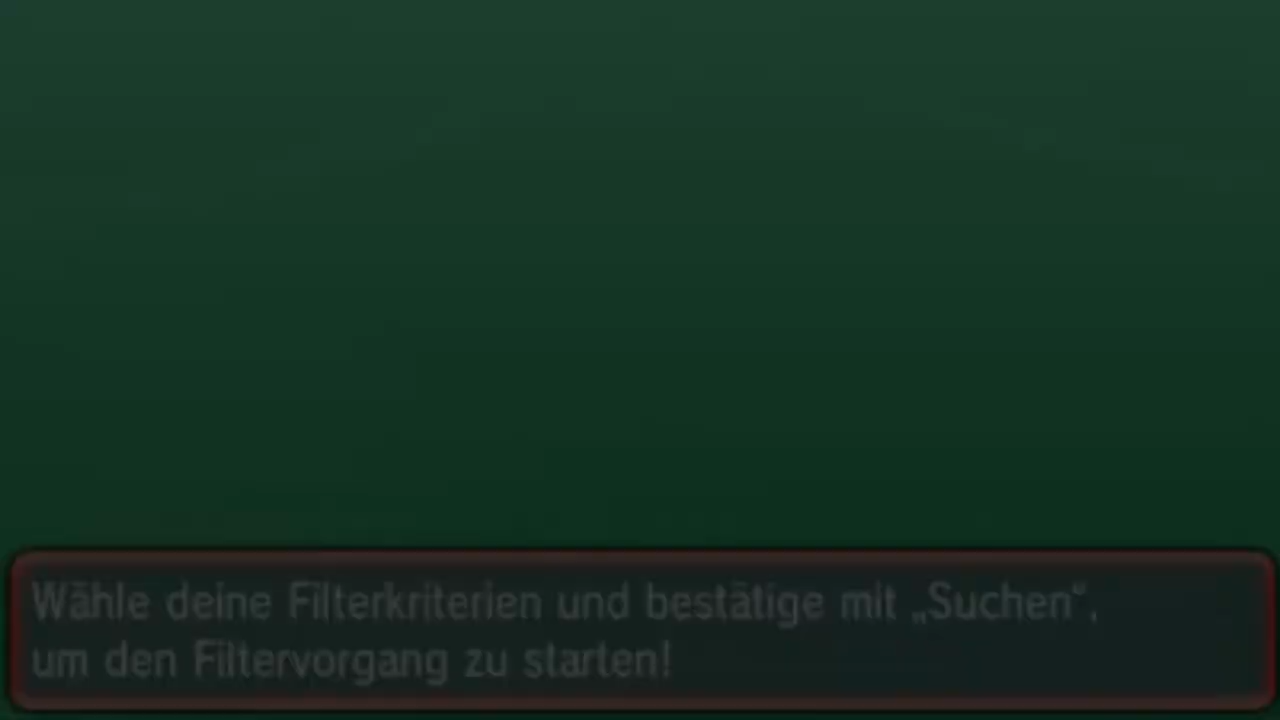 Wähle deine Filterkriterien und bestätige mit „Suchen“,
um den Filtervorgang zu starten!